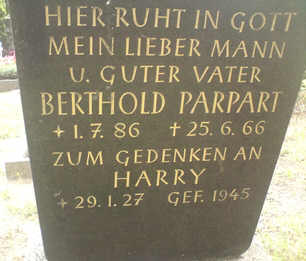 HIER RUHT IN GOTT
MEIN LIEBER MANN
U. GUTER VATER
BERTHOLD PARPART
+ 1.7.86 † 25.6.66
ZUM GEDENKEN AN
HARRY
+ 29.1.27 GEF. 1945